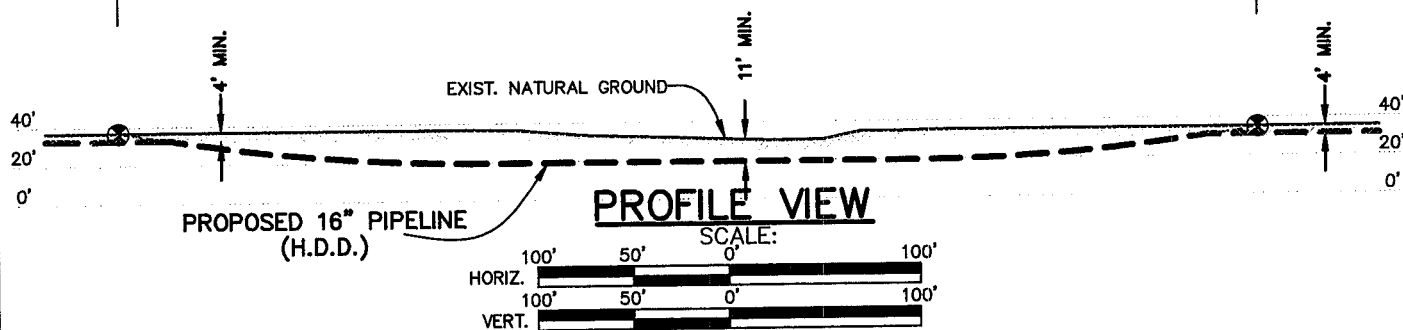 4' MIN.
11' MIN.
4' MIN.
EXIST. NATURAL GROUND
40'
20'
0'
40'
20'
0'
PROPOSED 16" PIPELINE
(H.D.D.)
PROFILE VIEW
SCALE:
100' 50' 0' 100'
HORIZ.
100' 50' 0' 100'
VERT.